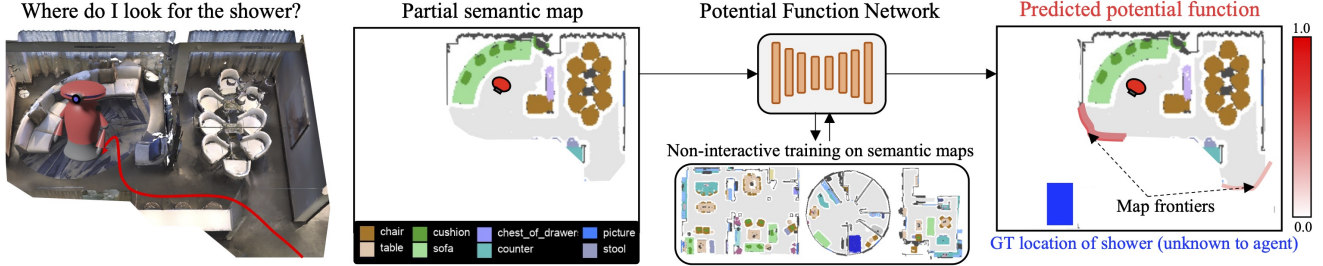 Where do I look for the shower?
Partial semantic map
Potential Function Network
Predicted potential function
1.0
Non-interactive training on semantic maps
Map frontiers
0.0
chair
cushion
chest_of_drawer
picture
table
sofa
counter
stool
GT location of shower (unknown to agent)